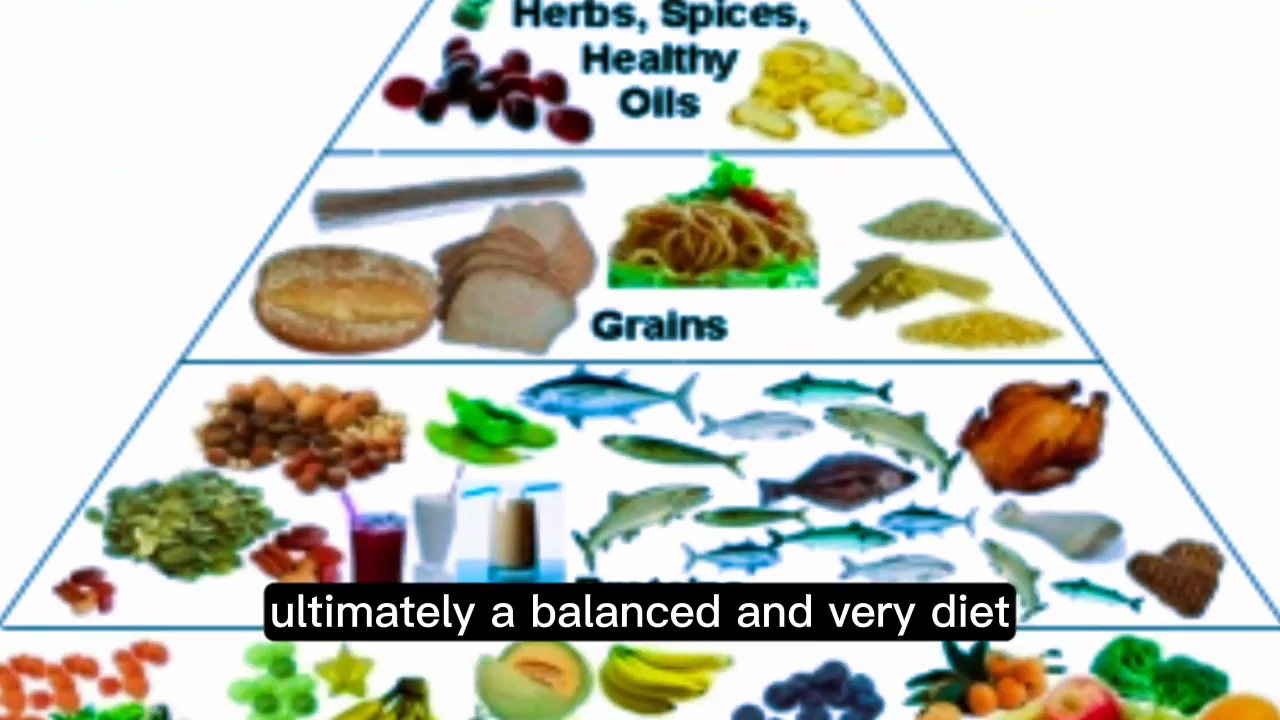 Herbs, Spices,
Healthy
Oils
Grains
ultimately a balanced and very diet